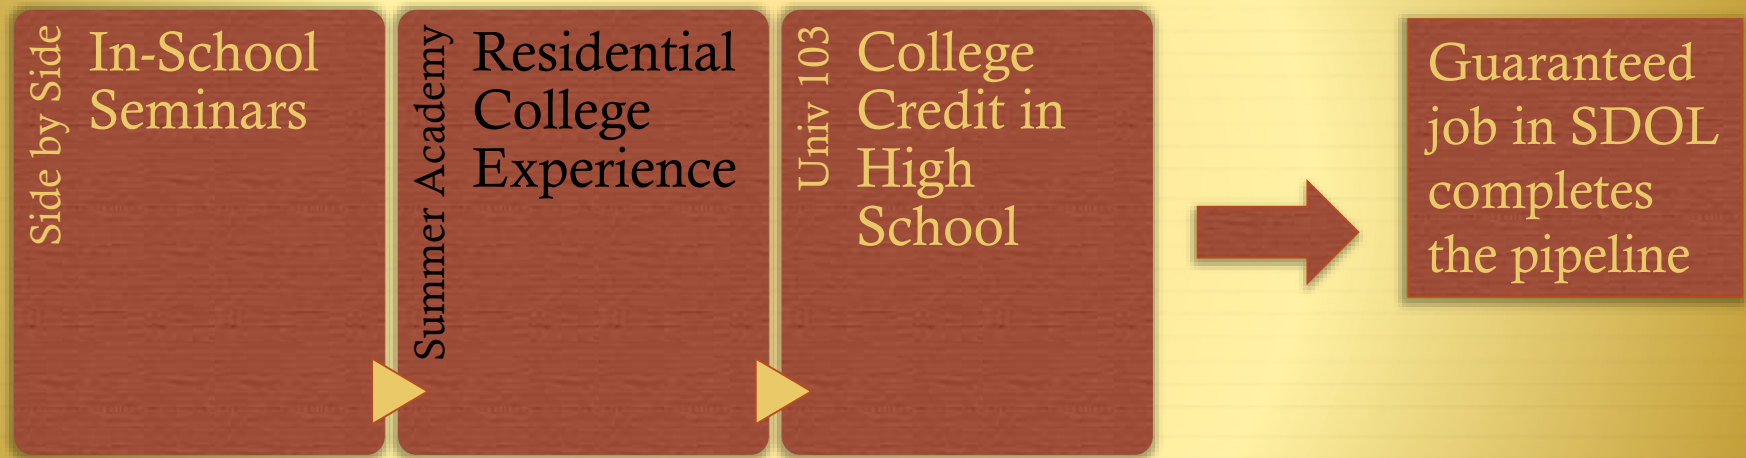 Side by Side
In-School
Seminars
Summer Academy
Residential
College
Experience
Univ 103
College
Credit in
High
School
Guaranteed
job in SDOL
completes
the pipeline